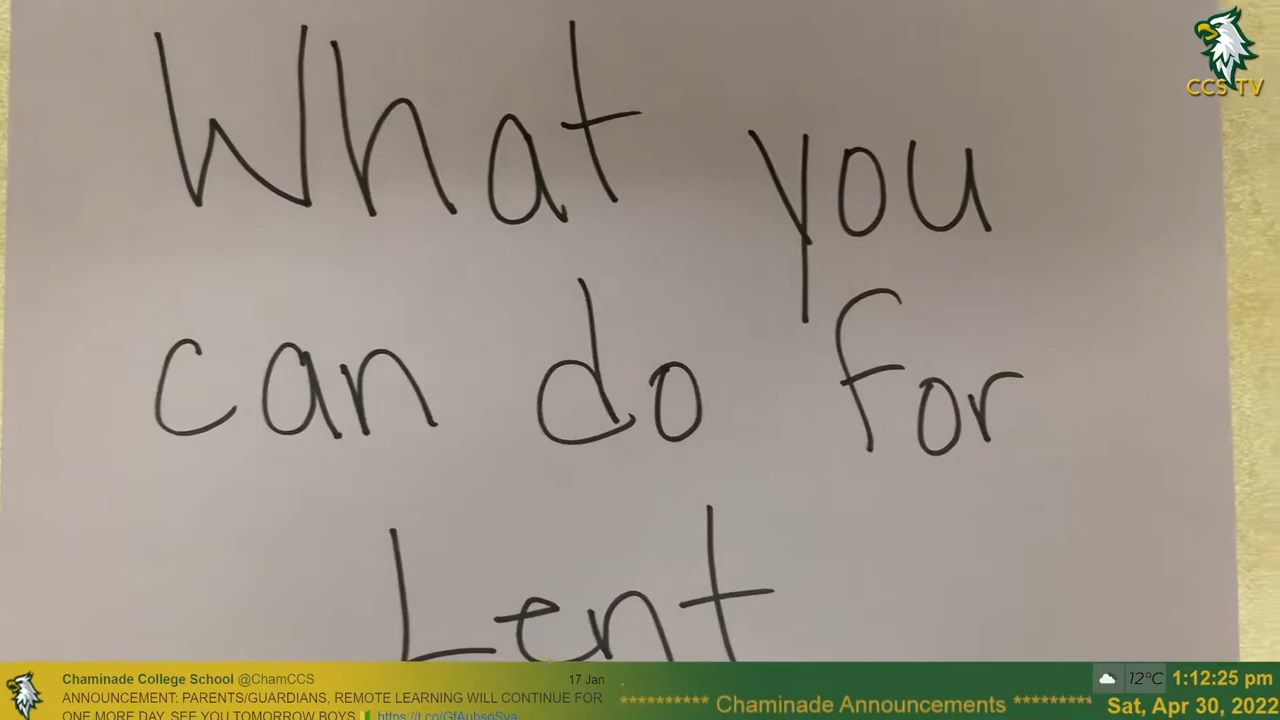 What you
can do for
Lent
CCS TV
Chaminade College School @ChamCCS 17 Jan
ANNOUNCEMENT: PARENTS/GUARDIANS, REMOTE LEARNING WILL CONTINUE FOR
ONE MORE DAY. SEE YOU TOMORROW BOYS
********** Chaminade Announcements **********
12°C 1:12:25 pm
Sat, Apr 30, 2022